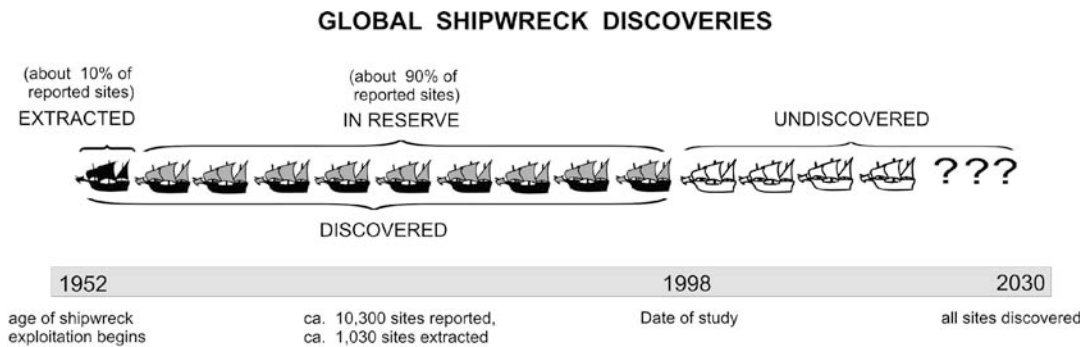 GLOBAL SHIPWRECK DISCOVERIES
(about 10% of
reported sites)
EXTRACTED
(about 90% of
reported sites)
IN RESERVE
UNDISCOVERED
???
DISCOVERED
1952
1998
2030
age of shipwreck
exploitation begins
ca. 10,300 sites reported,
ca. 1,030 sites extracted
Date of study
all sites discovered